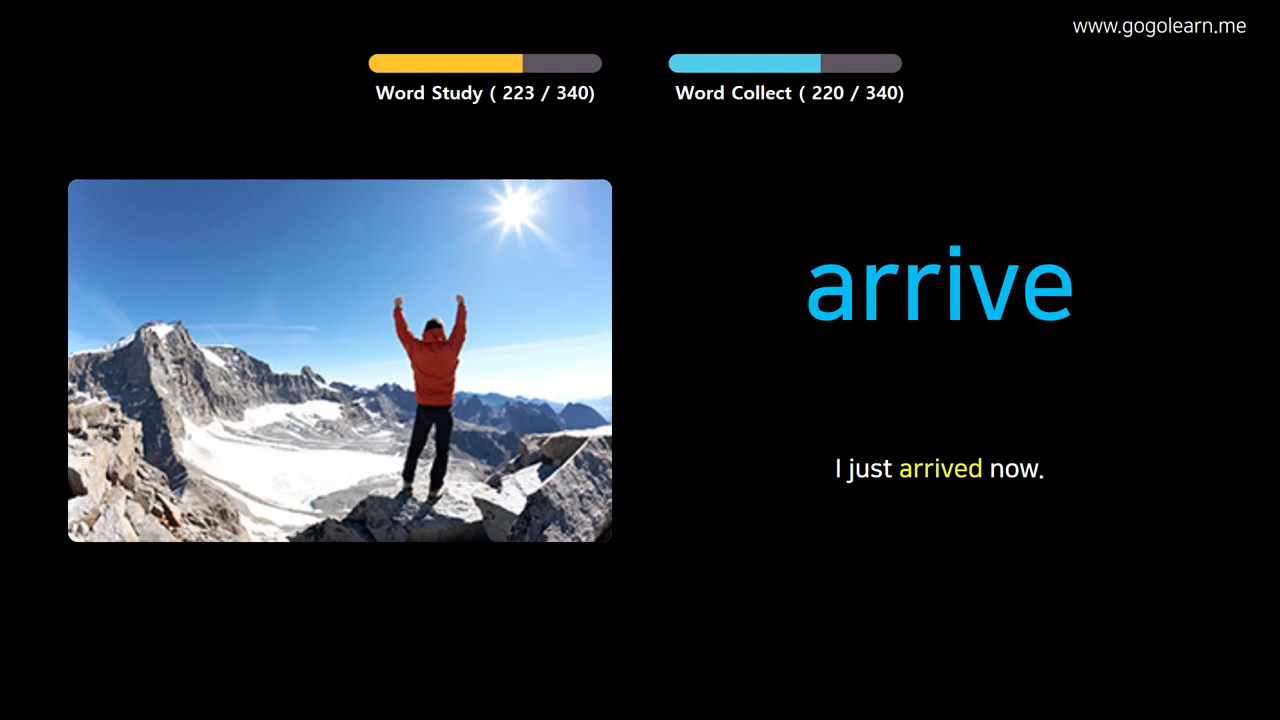 www.gogolearn.me
Word Study ( 223 / 340)
Word Collect ( 220 / 340)
arrive
I just arrived now.